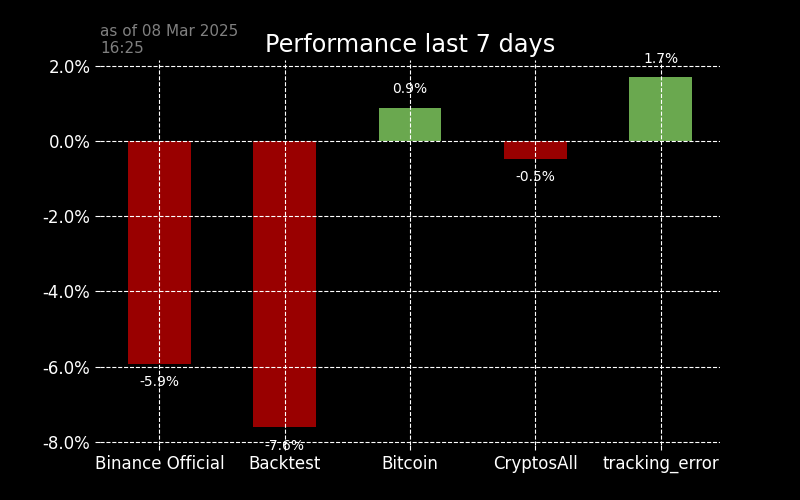 as of 08 Mar 2025
16:25
Performance last 7 days
2.0%
0.0%
-2.0%
-4.0%
-6.0%
-8.0%
-5.9%
-7.6%
0.9%
-0.5%
1.7%
Binance Official
Backtest
Bitcoin
CryptosAll
tracking_error